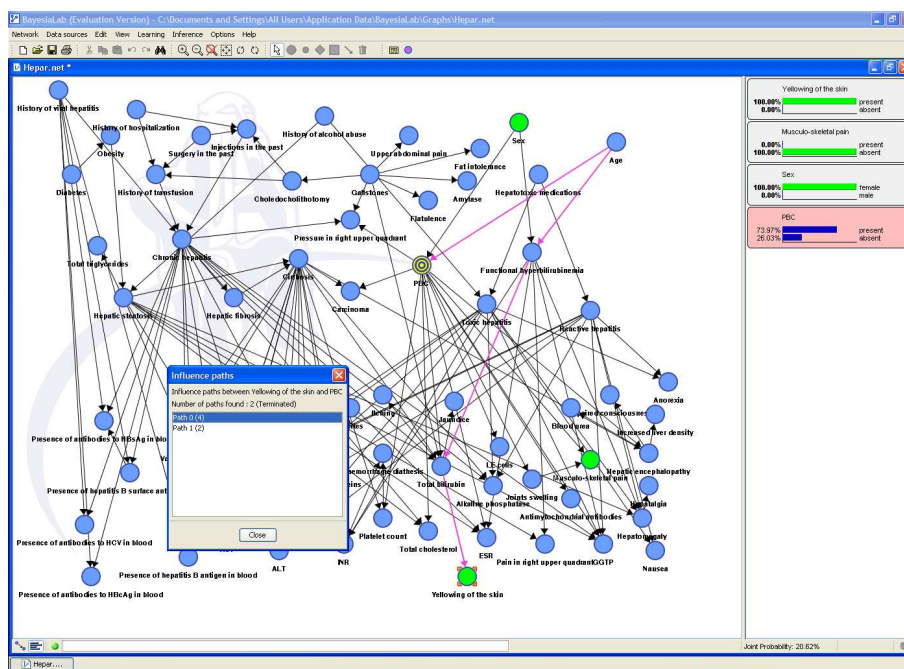 BayesiaLab (Evaluation Version) - C:\Documents and Settings\All Users\Application Data\BayesiaLab\Graphs\Hepar.net
Network Data sources Edit View Learning Inference Options Help
Hepar.net *
History of viral hepatitis
History of hospitalization
Injections in the past
History of alcohol abuse
Surgery in the past
Obesity
Upper abdominal pain
Fat intolerance
Sex
Age
Diabetes
History of transfusion
Choledocholithotomy
Gallstones
Amylase
Hepatotoxic medications
Flatulence
Pressure in right upper quadrant
Total triglycerides
Chronic hepatitis
Cirrhosis
PBC
Functional hyperbilirubinemia
Hepatic steatosis
Hepatic fibrosis
Carcinoma
Toxic hepatitis
Reactive hepatitis
Influence paths
Influence paths between Yellowing of the skin and PBC
Number of paths found : 2 (Terminated)
Path 0 (4)
Path 1 (2)
Close
Anorexia
Itching
Jaundice
Blood urea
Increased liver density
Presence of antibodies to HBsAg in blood
LE cells
Hepatic encephalopathy
Total bilirubin
Musculo-skeletal pain
Presence of hepatitis B surface
Alkaline phosphatase
Joints swelling
Antimytochondrial antibodies
Hepatalgia
Presence of antibodies to HCV in blood
Platelet count
Total cholesterol
ESR
Hepatomegaly
Presence of hepatitis B antigen in blood
ALT
INR
Pain in right upper quadrant
GGTP
Nausea
Presence of antibodies to HBcAg in blood
Yellowing of the skin
Yellowing of the skin
100.00% present
0.00% absent
Musculo-skeletal pain
0.00% present
100.00% absent
Sex
100.00% female
0.00% male
PBC
73.97% present
26.03% absent
Joint Probability: 20.62%
Hepar....